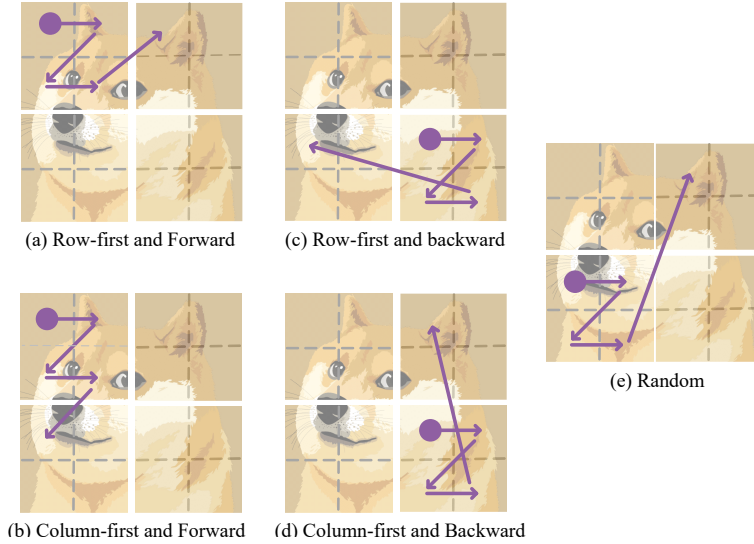 (a) Row-first and Forward
(c) Row-first and backward
(e) Random
(b) Column-first and Forward
(d) Column-first and Backward